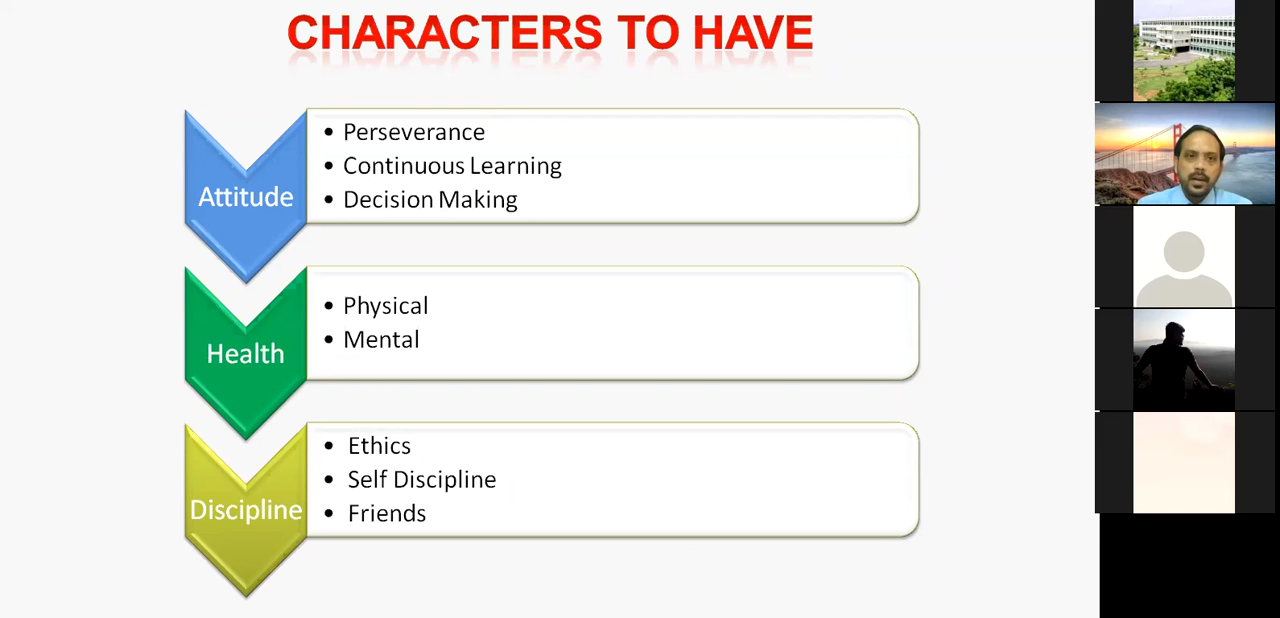 CHARACTERS TO HAVE
Attitude
• Perseverance
• Continuous Learning
• Decision Making
Health
• Physical
• Mental
Discipline
• Ethics
• Self Discipline
• Friends